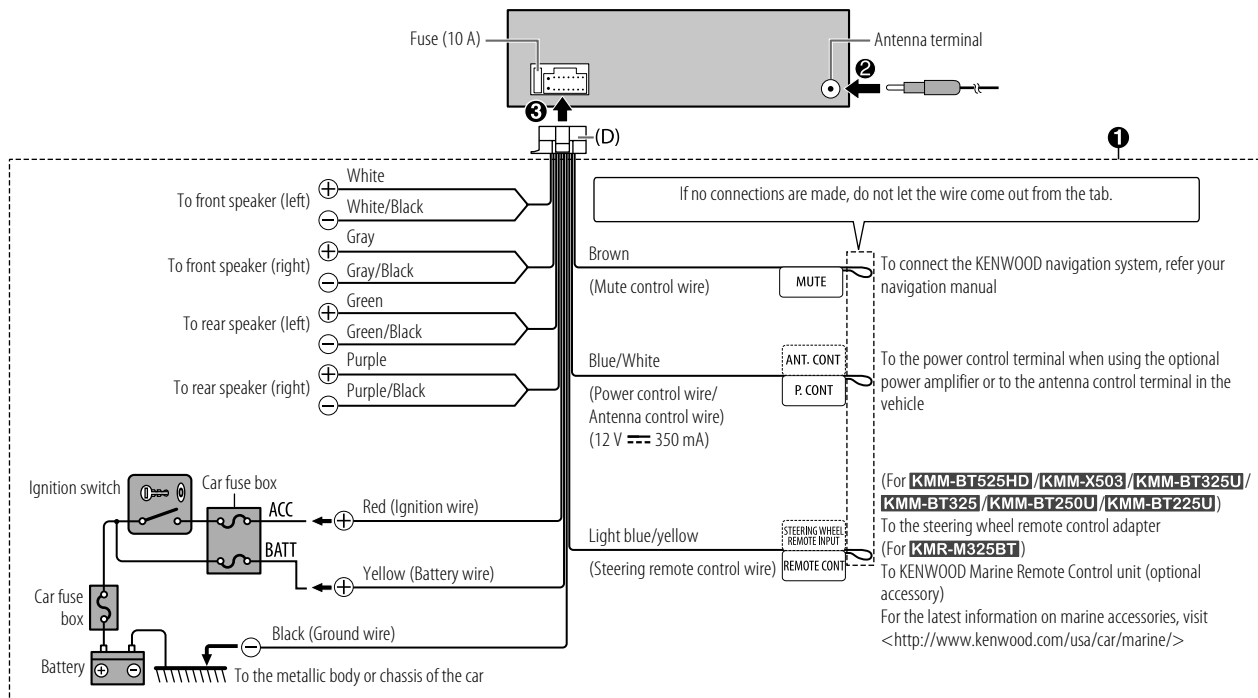 Fuse (10 A)
Antenna terminal
2
3
(D)
1
To front speaker (left)
White
White/Black
To front speaker (right)
Gray
Gray/Black
To rear speaker (left)
Green
Green/Black
To rear speaker (right)
Purple
Purple/Black
If no connections are made, do not let the wire come out from the tab.
Brown
(Mute control wire)
MUTE
To connect the KENWOOD navigation system, refer your
navigation manual
Blue/White
(Power control wire/
Antenna control wire)
(12 V ⎓ 350 mA)
ANT. CONT
P. CONT
To the power control terminal when using the optional
power amplifier or to the antenna control terminal in the
vehicle
Ignition switch
Car fuse box
ACC
Red (Ignition wire)
BATT
Yellow (Battery wire)
Car fuse
box
Battery
Black (Ground wire)
To the metallic body or chassis of the car
Light blue/yellow
(Steering remote control wire)
STEERING WHEEL
REMOTE INPUT
REMOTE CONT
(For KMM-BT525HD/KMM-X503/KMM-BT325U/
KMM-BT325/KMM-BT250U/KMM-BT225U)
To the steering wheel remote control adapter
(For KMR-M325BT)
To KENWOOD Marine Remote Control unit (optional
accessory)
For the latest information on marine accessories, visit
<http://www.kenwood.com/usa/car/marine/>